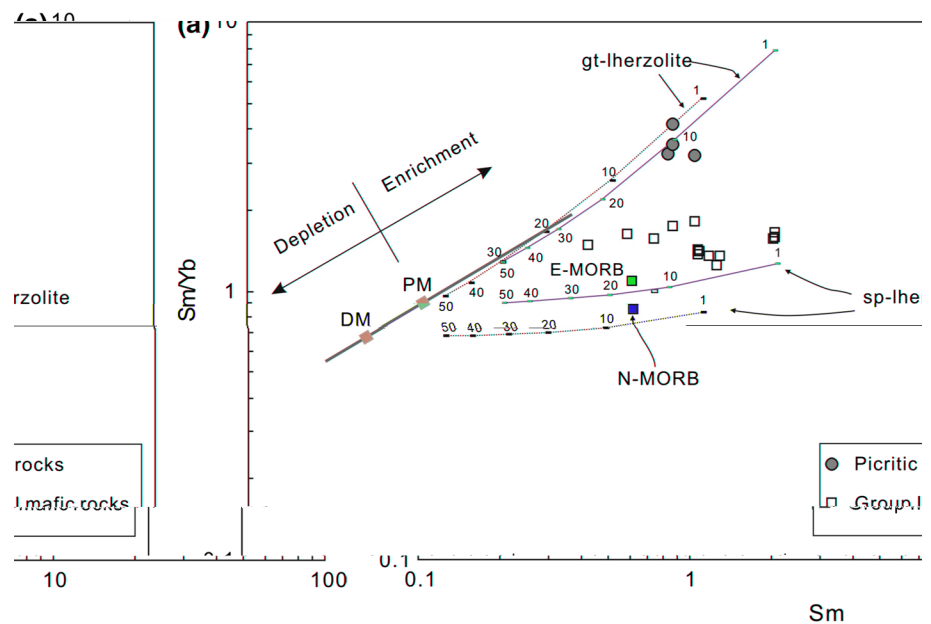 (a) 10
gt-lherzolite
1
1
10
10
20
20
30
30
40
50
40
50
Enrichment
Depletion
PM
DM
Sm/Yb
1
E-MORB
50 40 30 20 10 1
50 40 30 20 10 1
N-MORB
sp-lhe
rzolite
rocks
mafic rocks
Picritic
Group
0.1
10 100 0.1 1
Sm